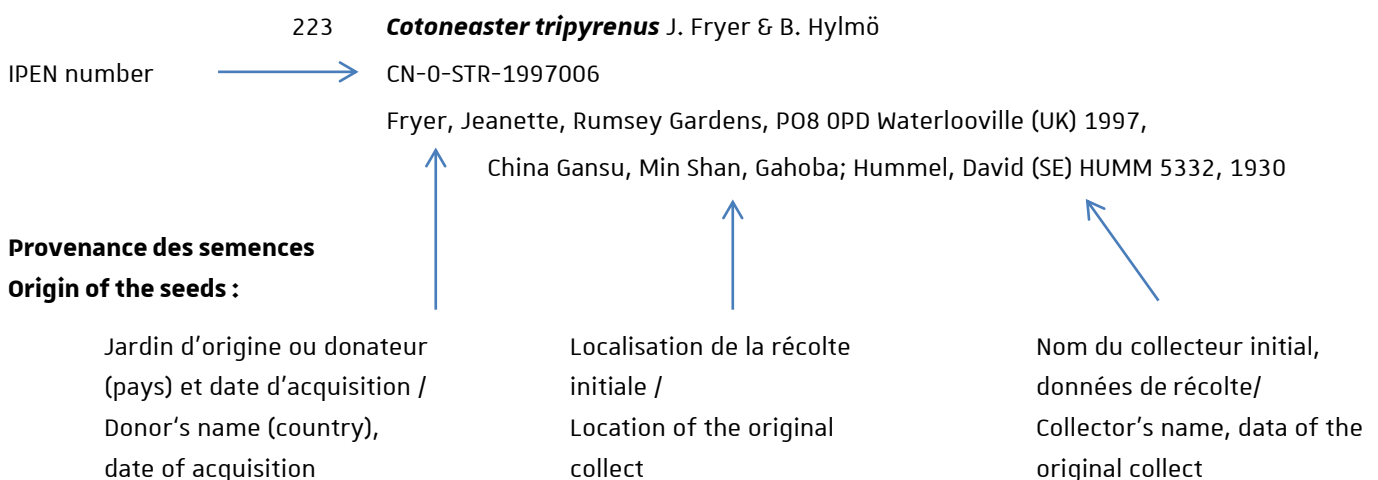 223 Cotoneaster tripyrenus J. Fryer & B. Hylmö
IPEN number CN-0-STR-1997006
Fryer, Jeanette, Rumsey Gardens, PO8 0PD Waterlooville (UK) 1997,
China Gansu, Min Shan, Gahoba; Hummel, David (SE) HUMM 5332, 1930
Provenance des semences
Origin of the seeds :
Jardin d'origine ou donateur
(pays) et date d'acquisition /
Donor‘s name (country),
date of acquisition
Localisation de la récolte
initiale /
Location of the original
collect
Nom du collecteur initial,
données de récolte/
Collector's name, data of the
original collect